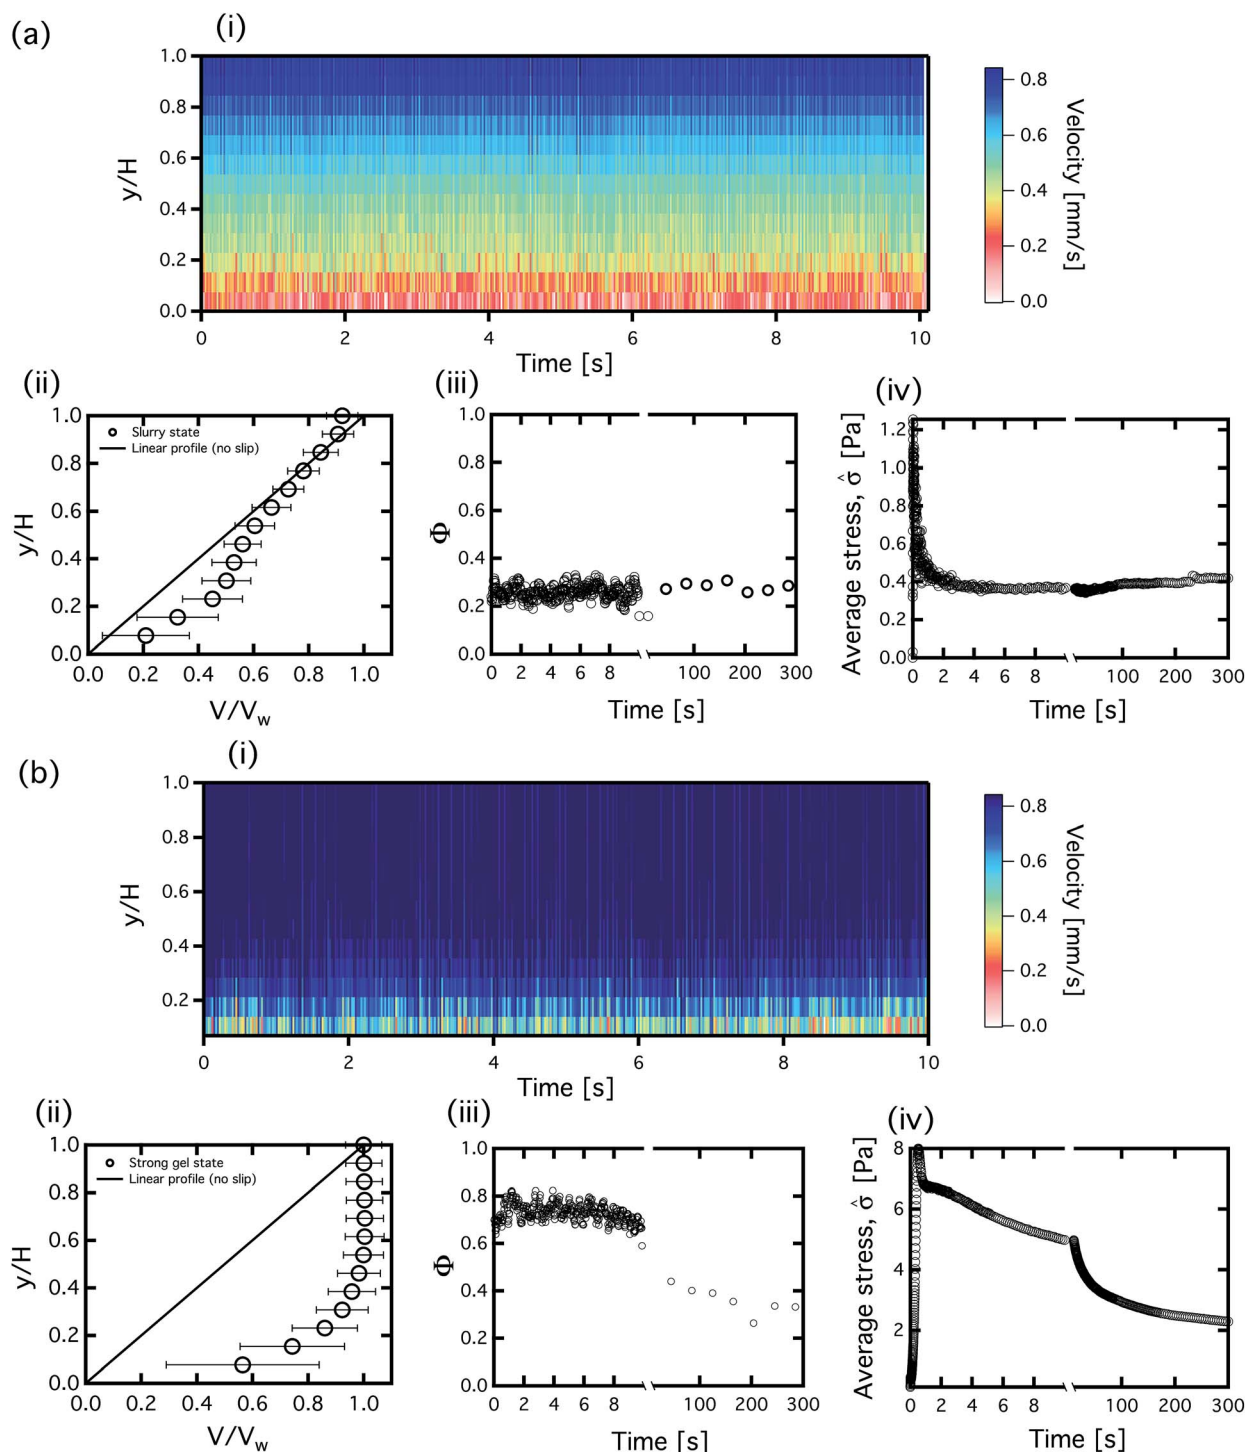 (a)
(i)
1.0
0.8
0.6
0.4
0.2
0.0
y/H
0 2 4 6 8 10
Time [s]
0.8
0.6
0.4
0.2
0.0
Velocity [mm/s]
(ii)
1.0
0.8
0.6
0.4
0.2
0.0
y/H
Slurry state
Linear profile (no slip)
0.0 0.2 0.4 0.6 0.8 1.0
V/Vw
(iii)
1.0
0.8
0.6
0.4
0.2
0.0
Φ
0 2 4 6 8 100 200 300
Time [s]
(iv)
1.2
1.0
0.8
0.6
0.4
0.2
0.0
Average stress, σ̂ [Pa]
0 2 4 6 8 100 200 300
Time [s]
(b)
(i)
1.0
0.8
0.6
0.4
0.2
y/H
0 2 4 6 8 10
Time [s]
0.8
0.6
0.4
0.2
0.0
Velocity [mm/s]
(ii)
1.0
0.8
0.6
0.4
0.2
0.0
y/H
Strong gel state
Linear profile (no slip)
0.0 0.2 0.4 0.6 0.8 1.0
V/Vw
(iii)
1.0
0.8
0.6
0.4
0.2
0.0
Φ
0 2 4 6 8 100 200 300
Time [s]
(iv)
8
6
4
2
Average stress, σ̂ [Pa]
0 2 4 6 8 100 200 300
Time [s]